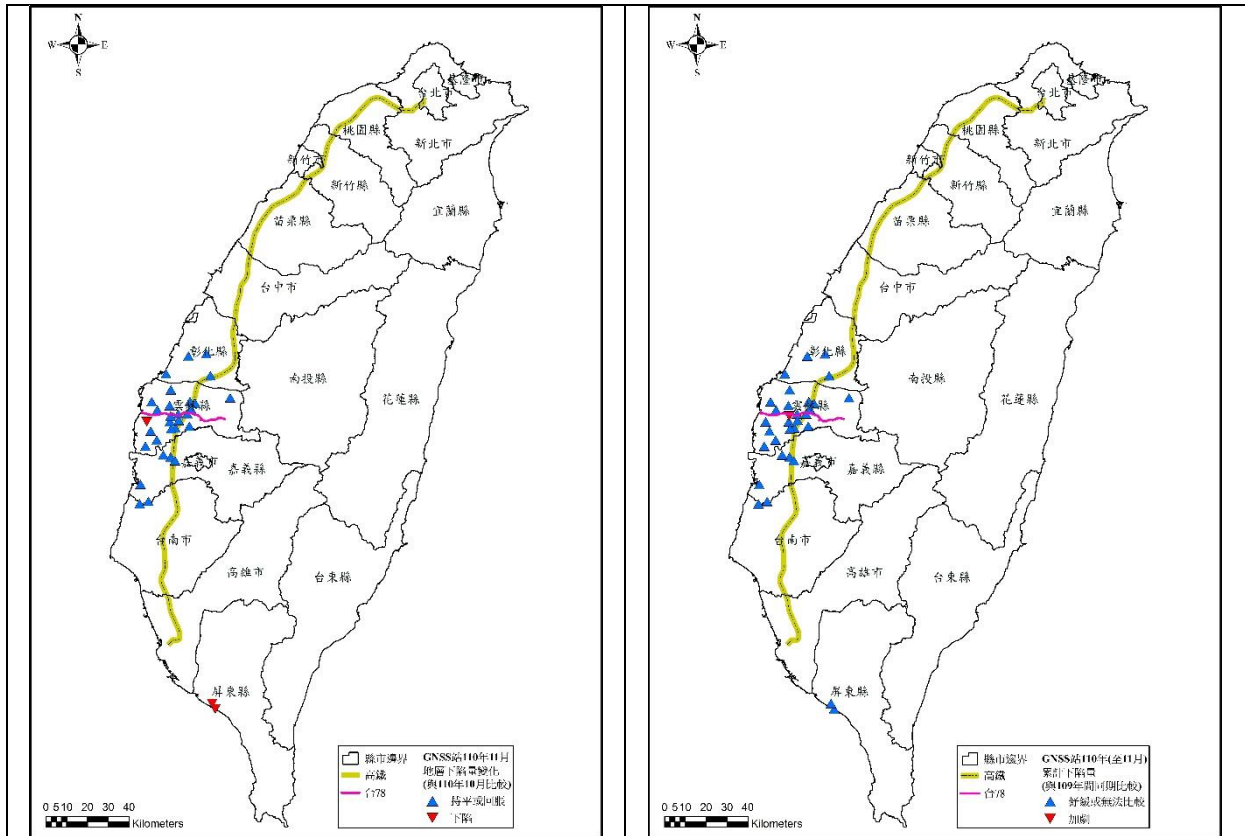 N
W E
S
基隆市
台北市
桃園縣
新北市
新竹市
新竹縣
宜蘭縣
苗栗縣
台中市
彰化縣
南投縣
花蓮縣
雲林縣
嘉義市
嘉義縣
台南市
高雄市
台東縣
屏東縣
縣市邊界
高鐵
台78
GNSS站110年11月
地層下陷量變化
(與110年10月比較)
持平或回脹
下陷
0 5 10 20 30 40
Kilometers
N
W E
S
基隆市
台北市
桃園縣
新北市
新竹市
新竹縣
宜蘭縣
苗栗縣
台中市
彰化縣
南投縣
花蓮縣
雲林縣
嘉義市
嘉義縣
台南市
高雄市
台東縣
屏東縣
縣市邊界
高鐵
台78
GNSS站110年(至11月)
累計下陷量
(與109年間同期比較)
舒緩或無法比較
加劇
0 5 10 20 30 40
Kilometers